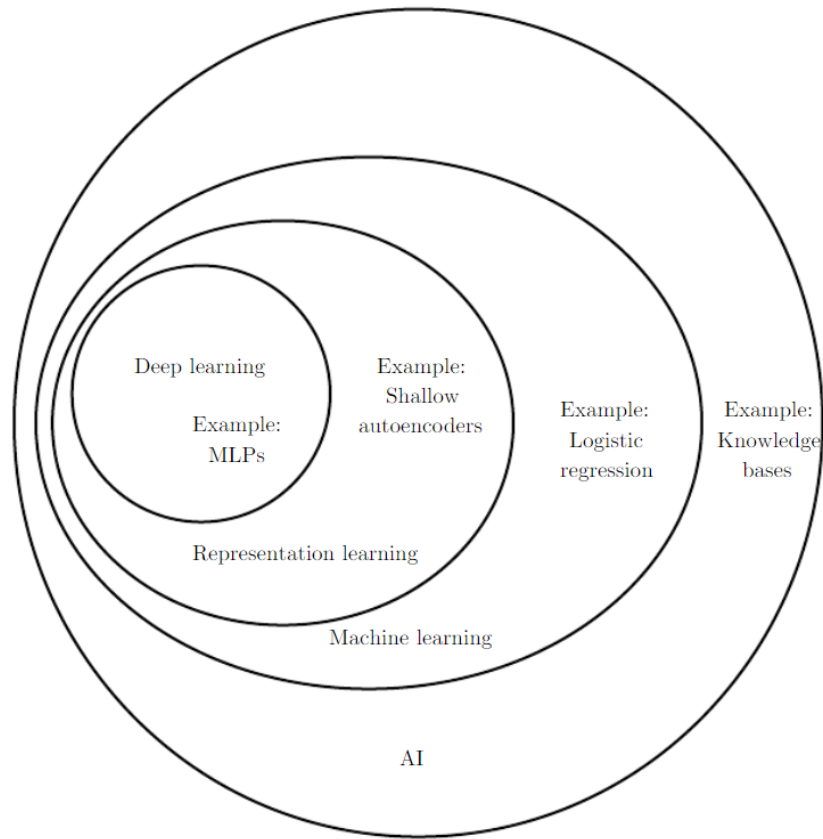 Deep learning
Example:
MLPs
Example:
Shallow
autoencoders
Example:
Logistic
regression
Example:
Knowledge
bases
Representation learning
Machine learning
AI